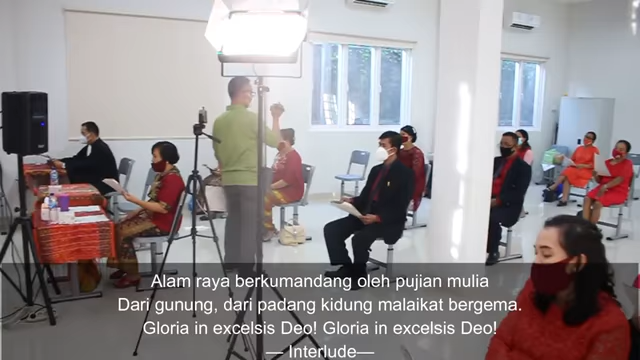 Alam raya berkumandang oleh pujian mulia
Dari gunung, dari padang kidung malaikat bergema.
Gloria in excelsis Deo! Gloria in excelsis Deo!
— Interlude—